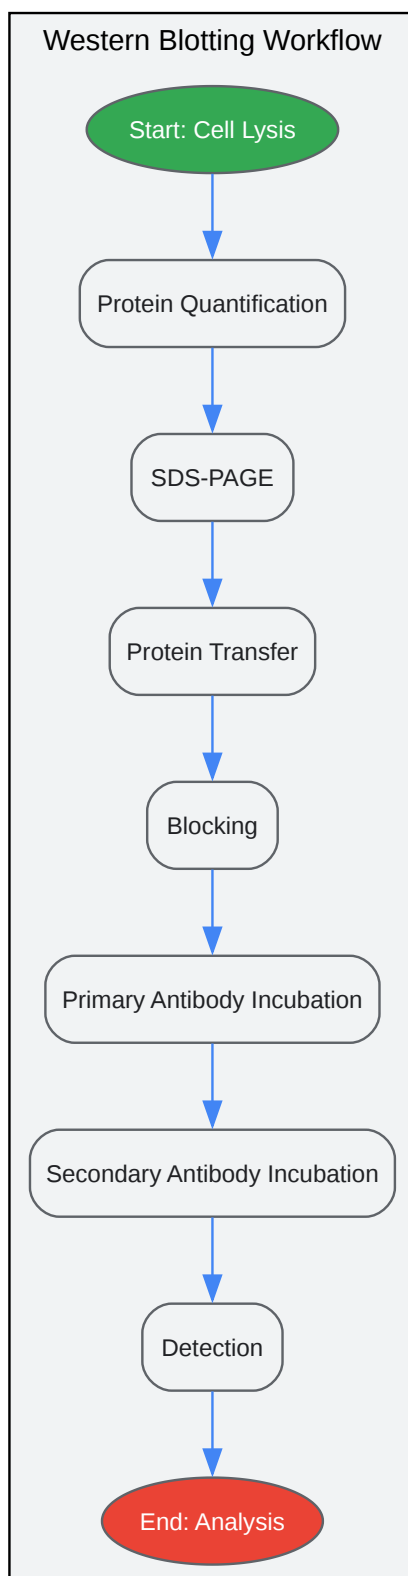 Western Blotting Workflow
Start: Cell Lysis
Protein Quantification
SDS-PAGE
Protein Transfer
Blocking
Primary Antibody Incubation
Secondary Antibody Incubation
Detection
End: Analysis